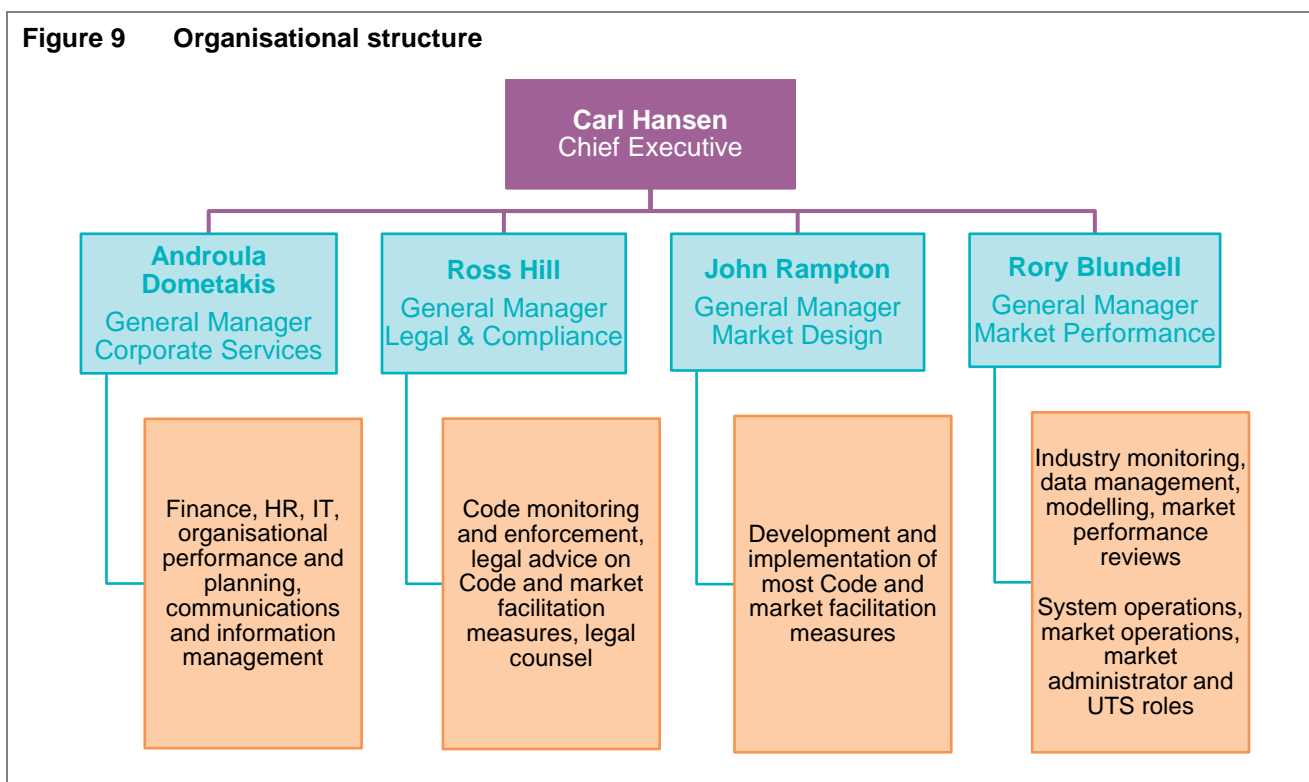 Figure 9 Organisational structure
Carl Hansen
Chief Executive
Androula
Dometakis
General Manager
Corporate Services
Ross Hill
General Manager
Legal & Compliance
John Rampton
General Manager
Market Design
Rory Blundell
General Manager
Market Performance
Finance, HR, IT,
organisational
performance and
planning,
communications
and information
management
Code monitoring
and enforcement,
legal advice on
Code and market
facilitation
measures, legal
counsel
Development and
implementation of
most Code and
market facilitation
measures
Industry monitoring,
data management,
modelling, market
performance
reviews
System operations,
market operations,
market
administrator and
UTS roles